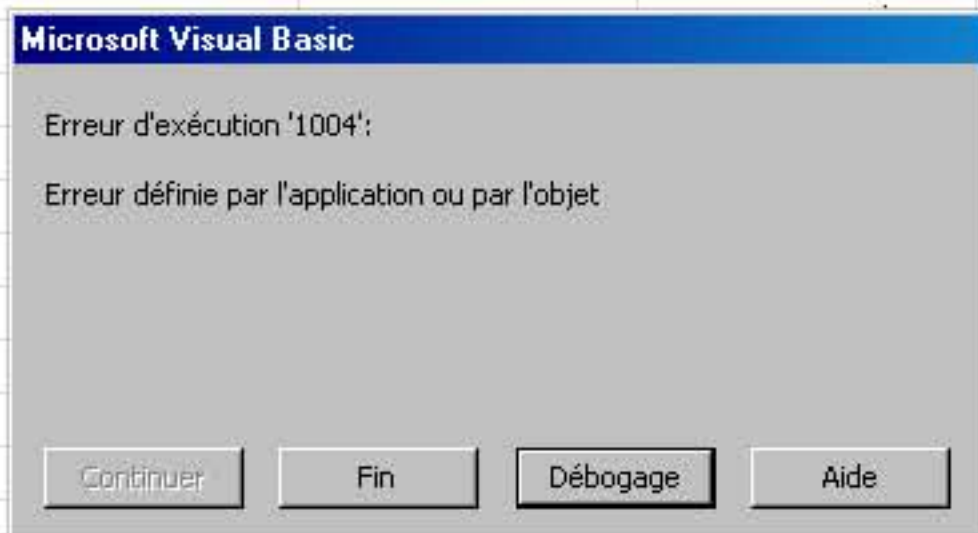 Microsoft Visual Basic
Erreur d'exécution '1004':
Erreur définie par l'application ou par l'objet
Continuer
Fin
Débogage
Aide